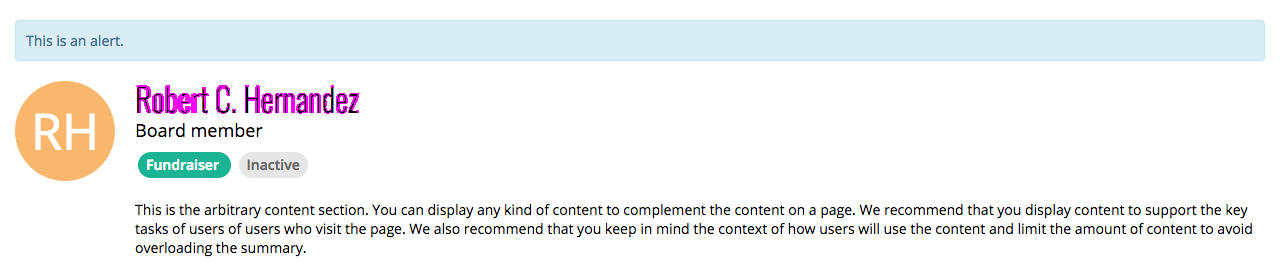 This is an alert.
RH
Robert C. Hernandez
Board member
Fundraiser Inactive
This is the arbitrary content section. You can display any kind of content to complement the content on a page. We recommend that you display content to support the key
tasks of users of users who visit the page. We also recommend that you keep in mind the context of how users will use the content and limit the amount of content to avoid
overloading the summary.